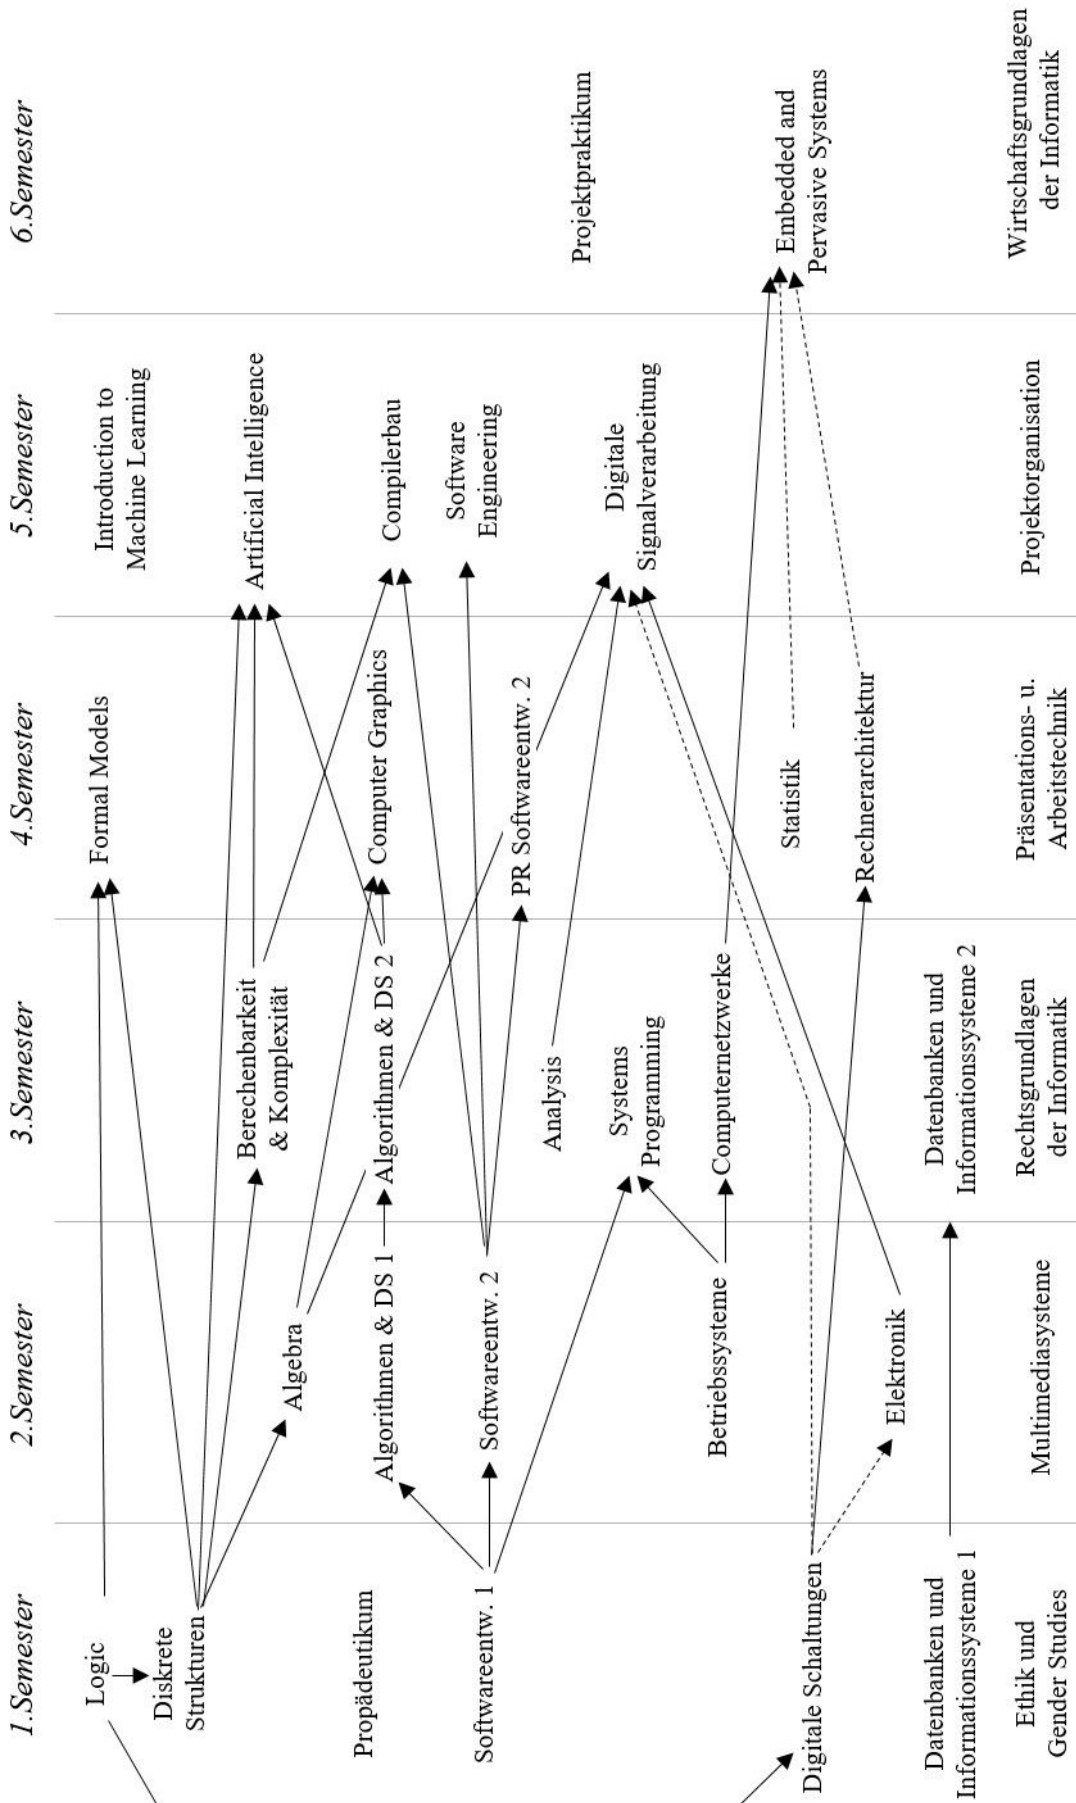 1.Semester
2.Semester
3.Semester
4.Semester
5.Semester
6.Semester
Logic
Diskrete
Strukturen
Propädeutikum
Softwareentw. 1
Digitale Schaltungen
Datenbanken und
Informationssysteme 1
Ethik und
Gender Studies
Algebra
Algorithmen & DS 1
Softwareentw. 2
Betriebssysteme
Elektronik
Multimediasysteme
Berechenbarkeit
& Komplexität
Algorithmen & DS 2
Analysis
Systems
Programming
Computernetzwerke
Datenbanken und
Informationssysteme 2
Rechtsgrundlagen
der Informatik
Formal Models
Computer Graphics
PR Softwareentw. 2
Statistik
Rechnerarchitektur
Präsentations- u.
Arbeitstechnik
Introduction to
Machine Learning
Artificial Intelligence
Compilerbau
Software
Engineering
Digitale
Signalverarbeitung
Projektorganisation
Projektpraktikum
Embedded and
Pervasive Systems
Wirtschaftsgrundlagen
der Informatik